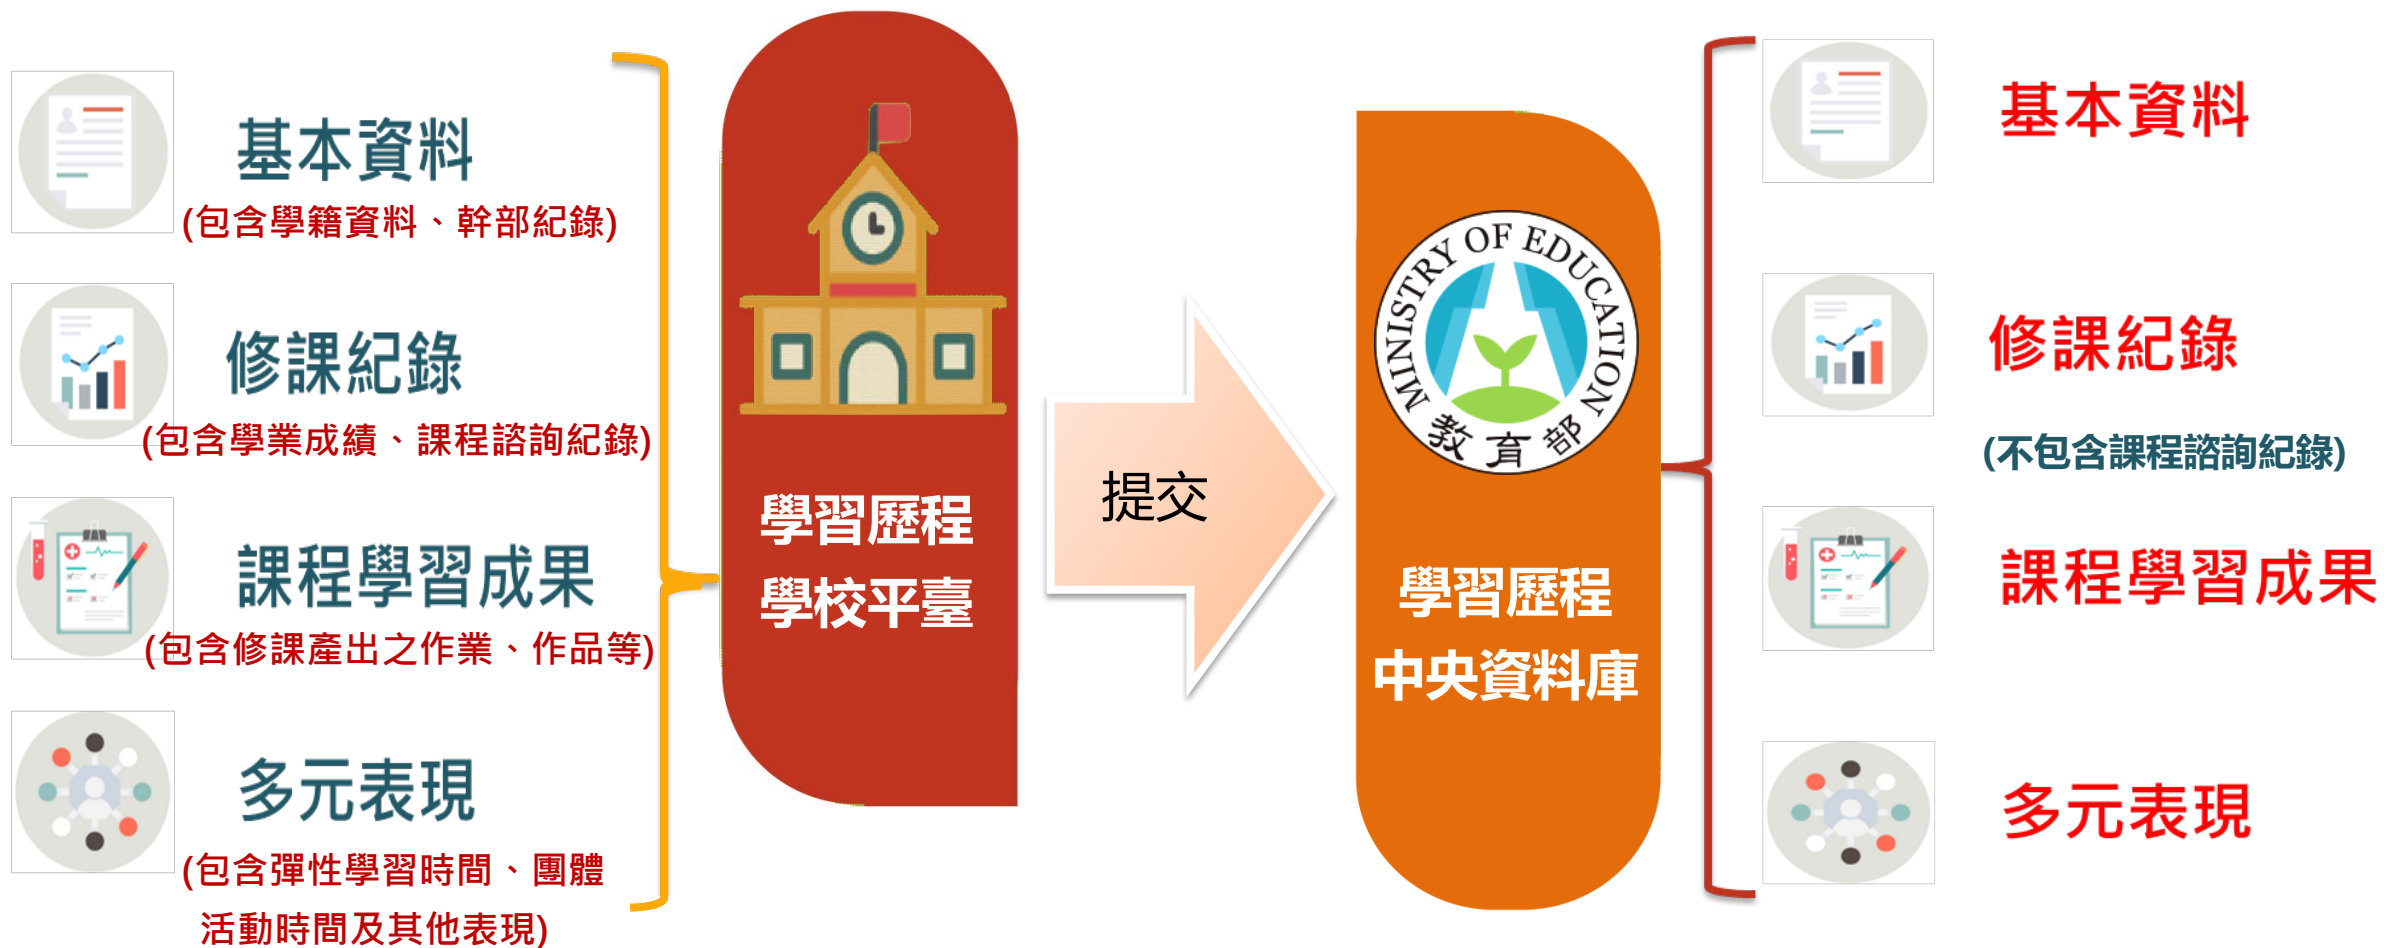 基本資料
(包含學籍資料、幹部紀錄)
修課紀錄
(包含學業成績、課程諮詢紀錄)
課程學習成果
(包含修課產出之作業、作品等)
多元表現
(包含彈性學習時間、團體
活動時間及其他表現)
學習歷程
學校平臺
提交
MINISTRY OF EDUCATION
教育部
學習歷程
中央資料庫
基本資料
修課紀錄
(不包含課程諮詢紀錄)
課程學習成果
多元表現